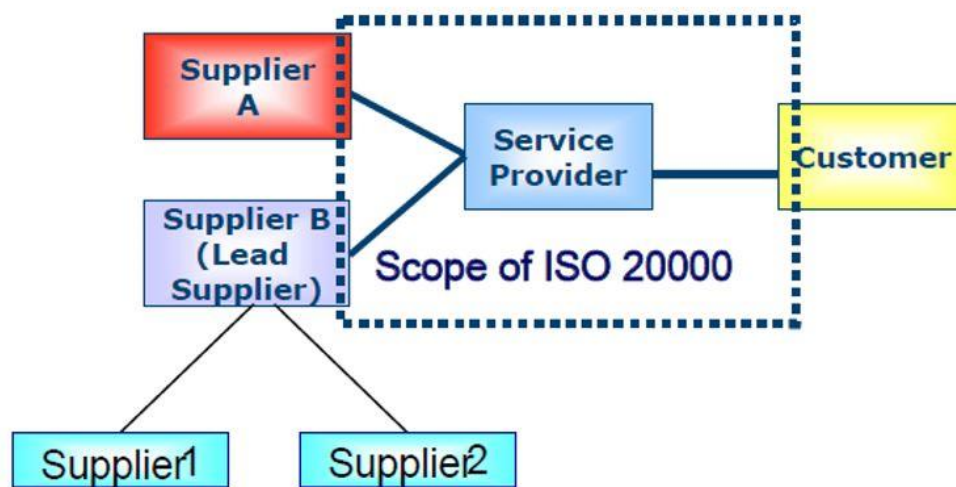 Supplier
A
Service
Provider
Customer
Supplier B
(Lead
Supplier)
Scope of ISO 20000
Supplier1
Supplier2